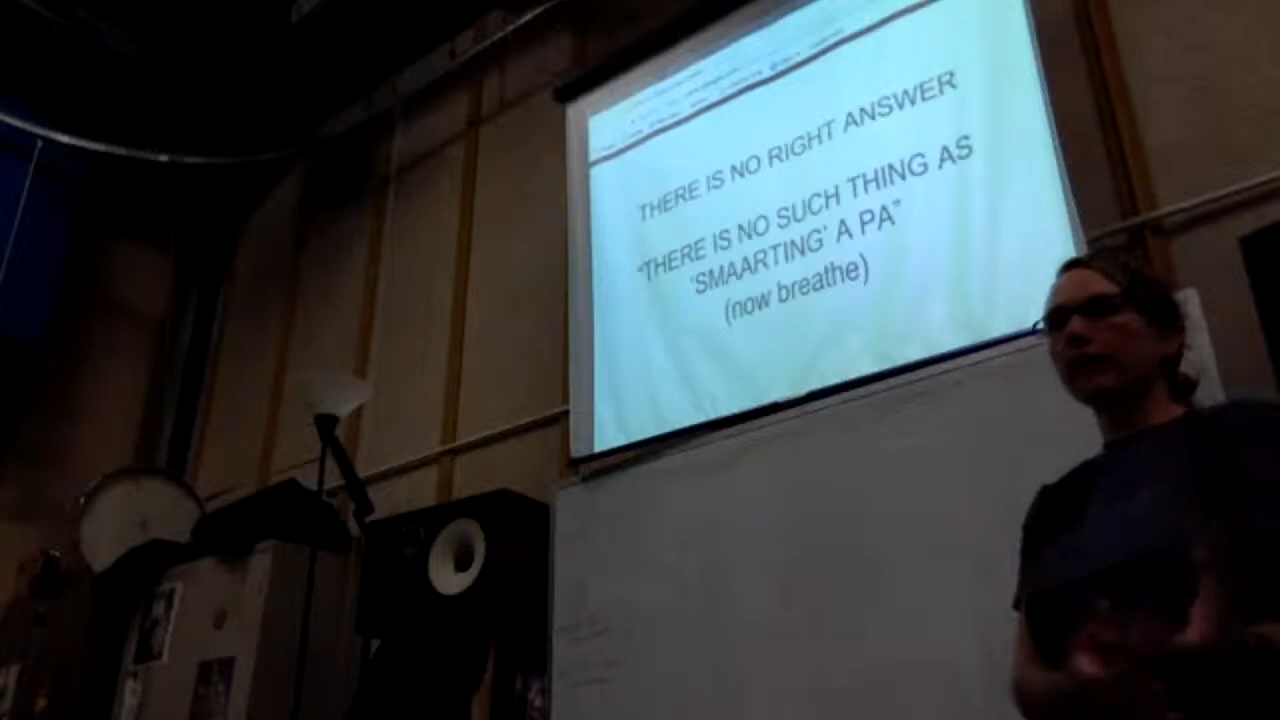 THERE IS NO RIGHT ANSWER
“THERE IS NO SUCH THING AS
‘SMAARTING’ A PA”
(now breathe)